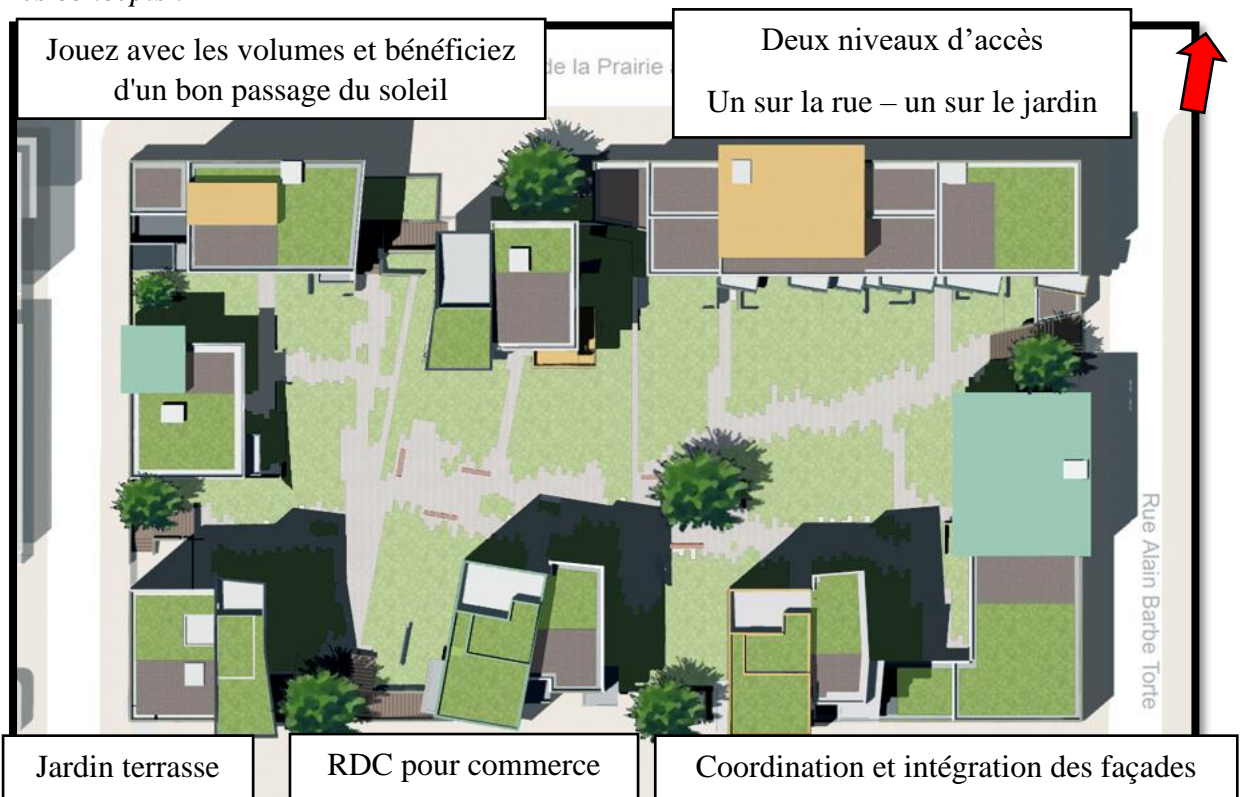 Jouez avec les volumes et bénéficiez
d'un bon passage du soleil
Deux niveaux d'accès
Un sur la rue – un sur le jardin
de la Prairie
Rue Alain Barbe Torte
Jardin terrasse
RDC pour commerce
Coordination et intégration des façades